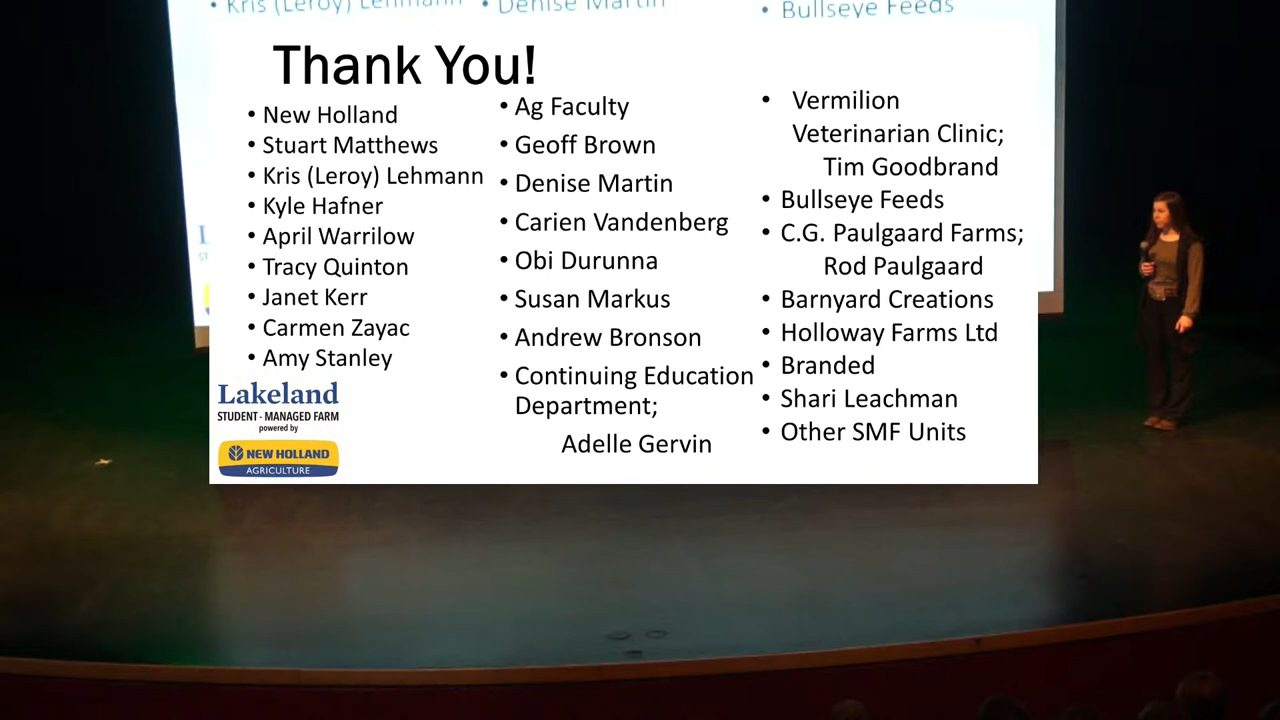 • Kris (Leroy) Lehmann
• Denise Martin
• Bullseye Feeds
Thank You!
• New Holland
• Stuart Matthews
• Kris (Leroy) Lehmann
• Kyle Hafner
• April Warrilow
• Tracy Quinton
• Janet Kerr
• Carmen Zayac
• Amy Stanley
• Ag Faculty
• Geoff Brown
• Denise Martin
• Carien Vandenberg
• Obi Durunna
• Susan Markus
• Andrew Bronson
• Continuing Education
Department;
Adelle Gervin
• Vermilion
Veterinarian Clinic;
Tim Goodbrand
• Bullseye Feeds
• C.G. Paulgaard Farms;
Rod Paulgaard
• Barnyard Creations
• Holloway Farms Ltd
• Branded
• Shari Leachman
• Other SMF Units
Lakeland
STUDENT - MANAGED FARM
powered by
NEW HOLLAND
AGRICULTURE